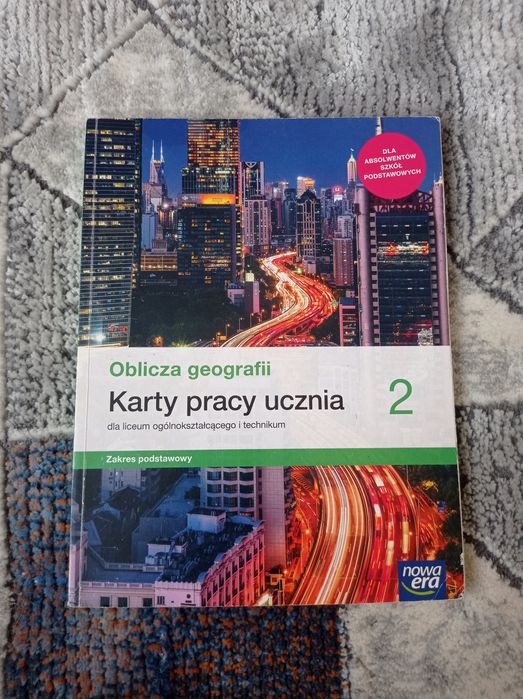 DLA
ABSOLWENTÓW
SZKÓŁ
PODSTAWOWYCH
Oblicza geografii
Karty pracy ucznia 2
dla liceum ogólnokształcącego i technikum
Zakres podstawowy
nowa
era